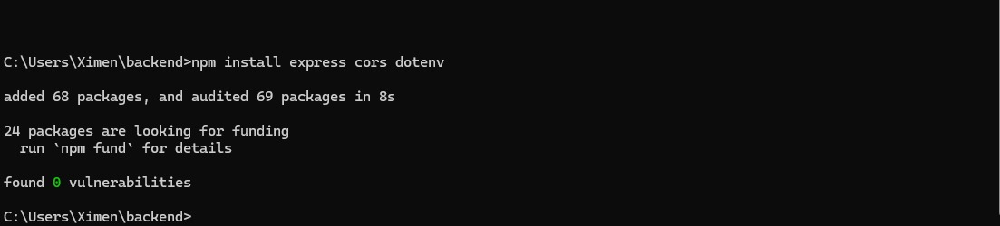 C:\Users\Ximen\backend>npm install express cors dotenv
added 68 packages, and audited 69 packages in 8s
24 packages are looking for funding
  run `npm fund` for details
found 0 vulnerabilities
C:\Users\Ximen\backend>